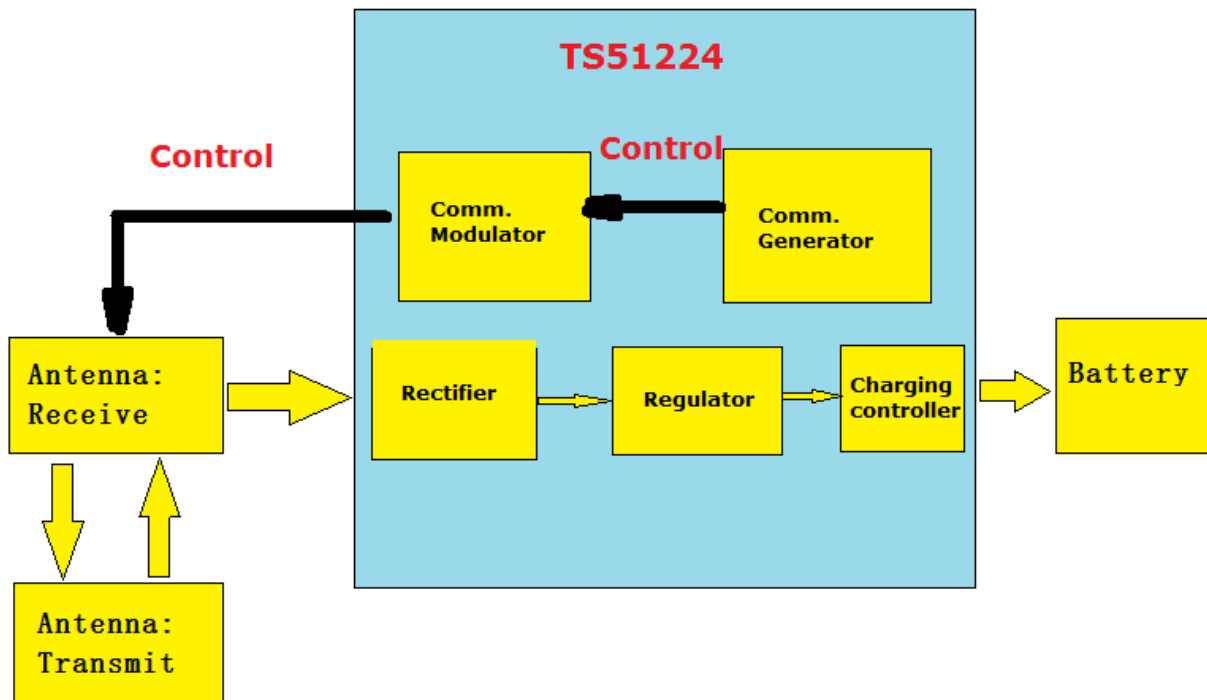 TS51224
Control
Control
Comm.
Modulator
Comm.
Generator
Antenna:
Receive
Rectifier
Regulator
Charging
controller
Battery
Antenna:
Transmit